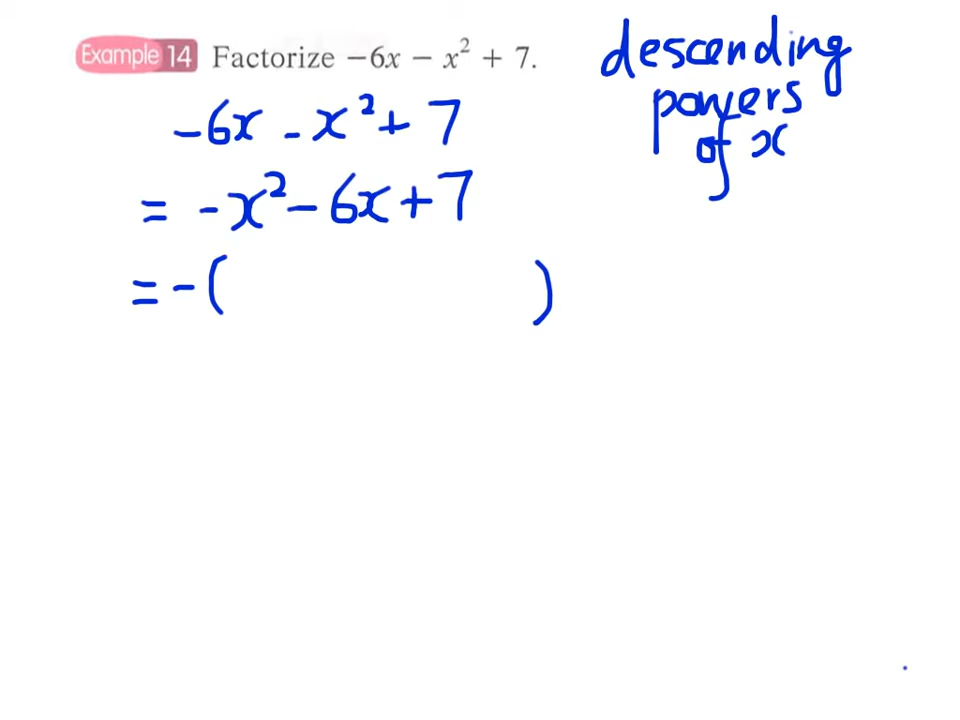 Example 14 Factorize −6x − x² + 7.
descending
powers
of x
-6x - x² + 7
= -x² - 6x + 7
= - ( )